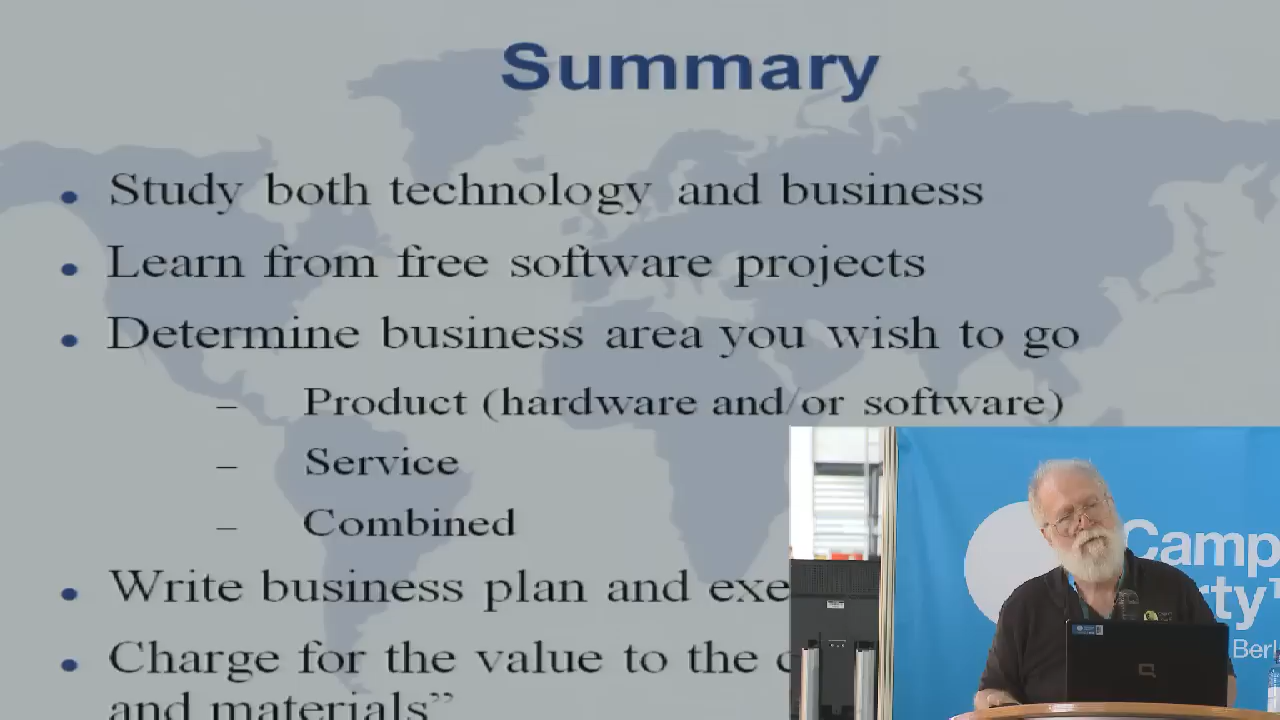 Summary
• Study both technology and business
• Learn from free software projects
• Determine business area you wish to go
– Product (hardware and/or software)
– Service
– Combined
• Write business plan and exe
• Charge for the value to the c
and materials”
Camp
rty™
Berl